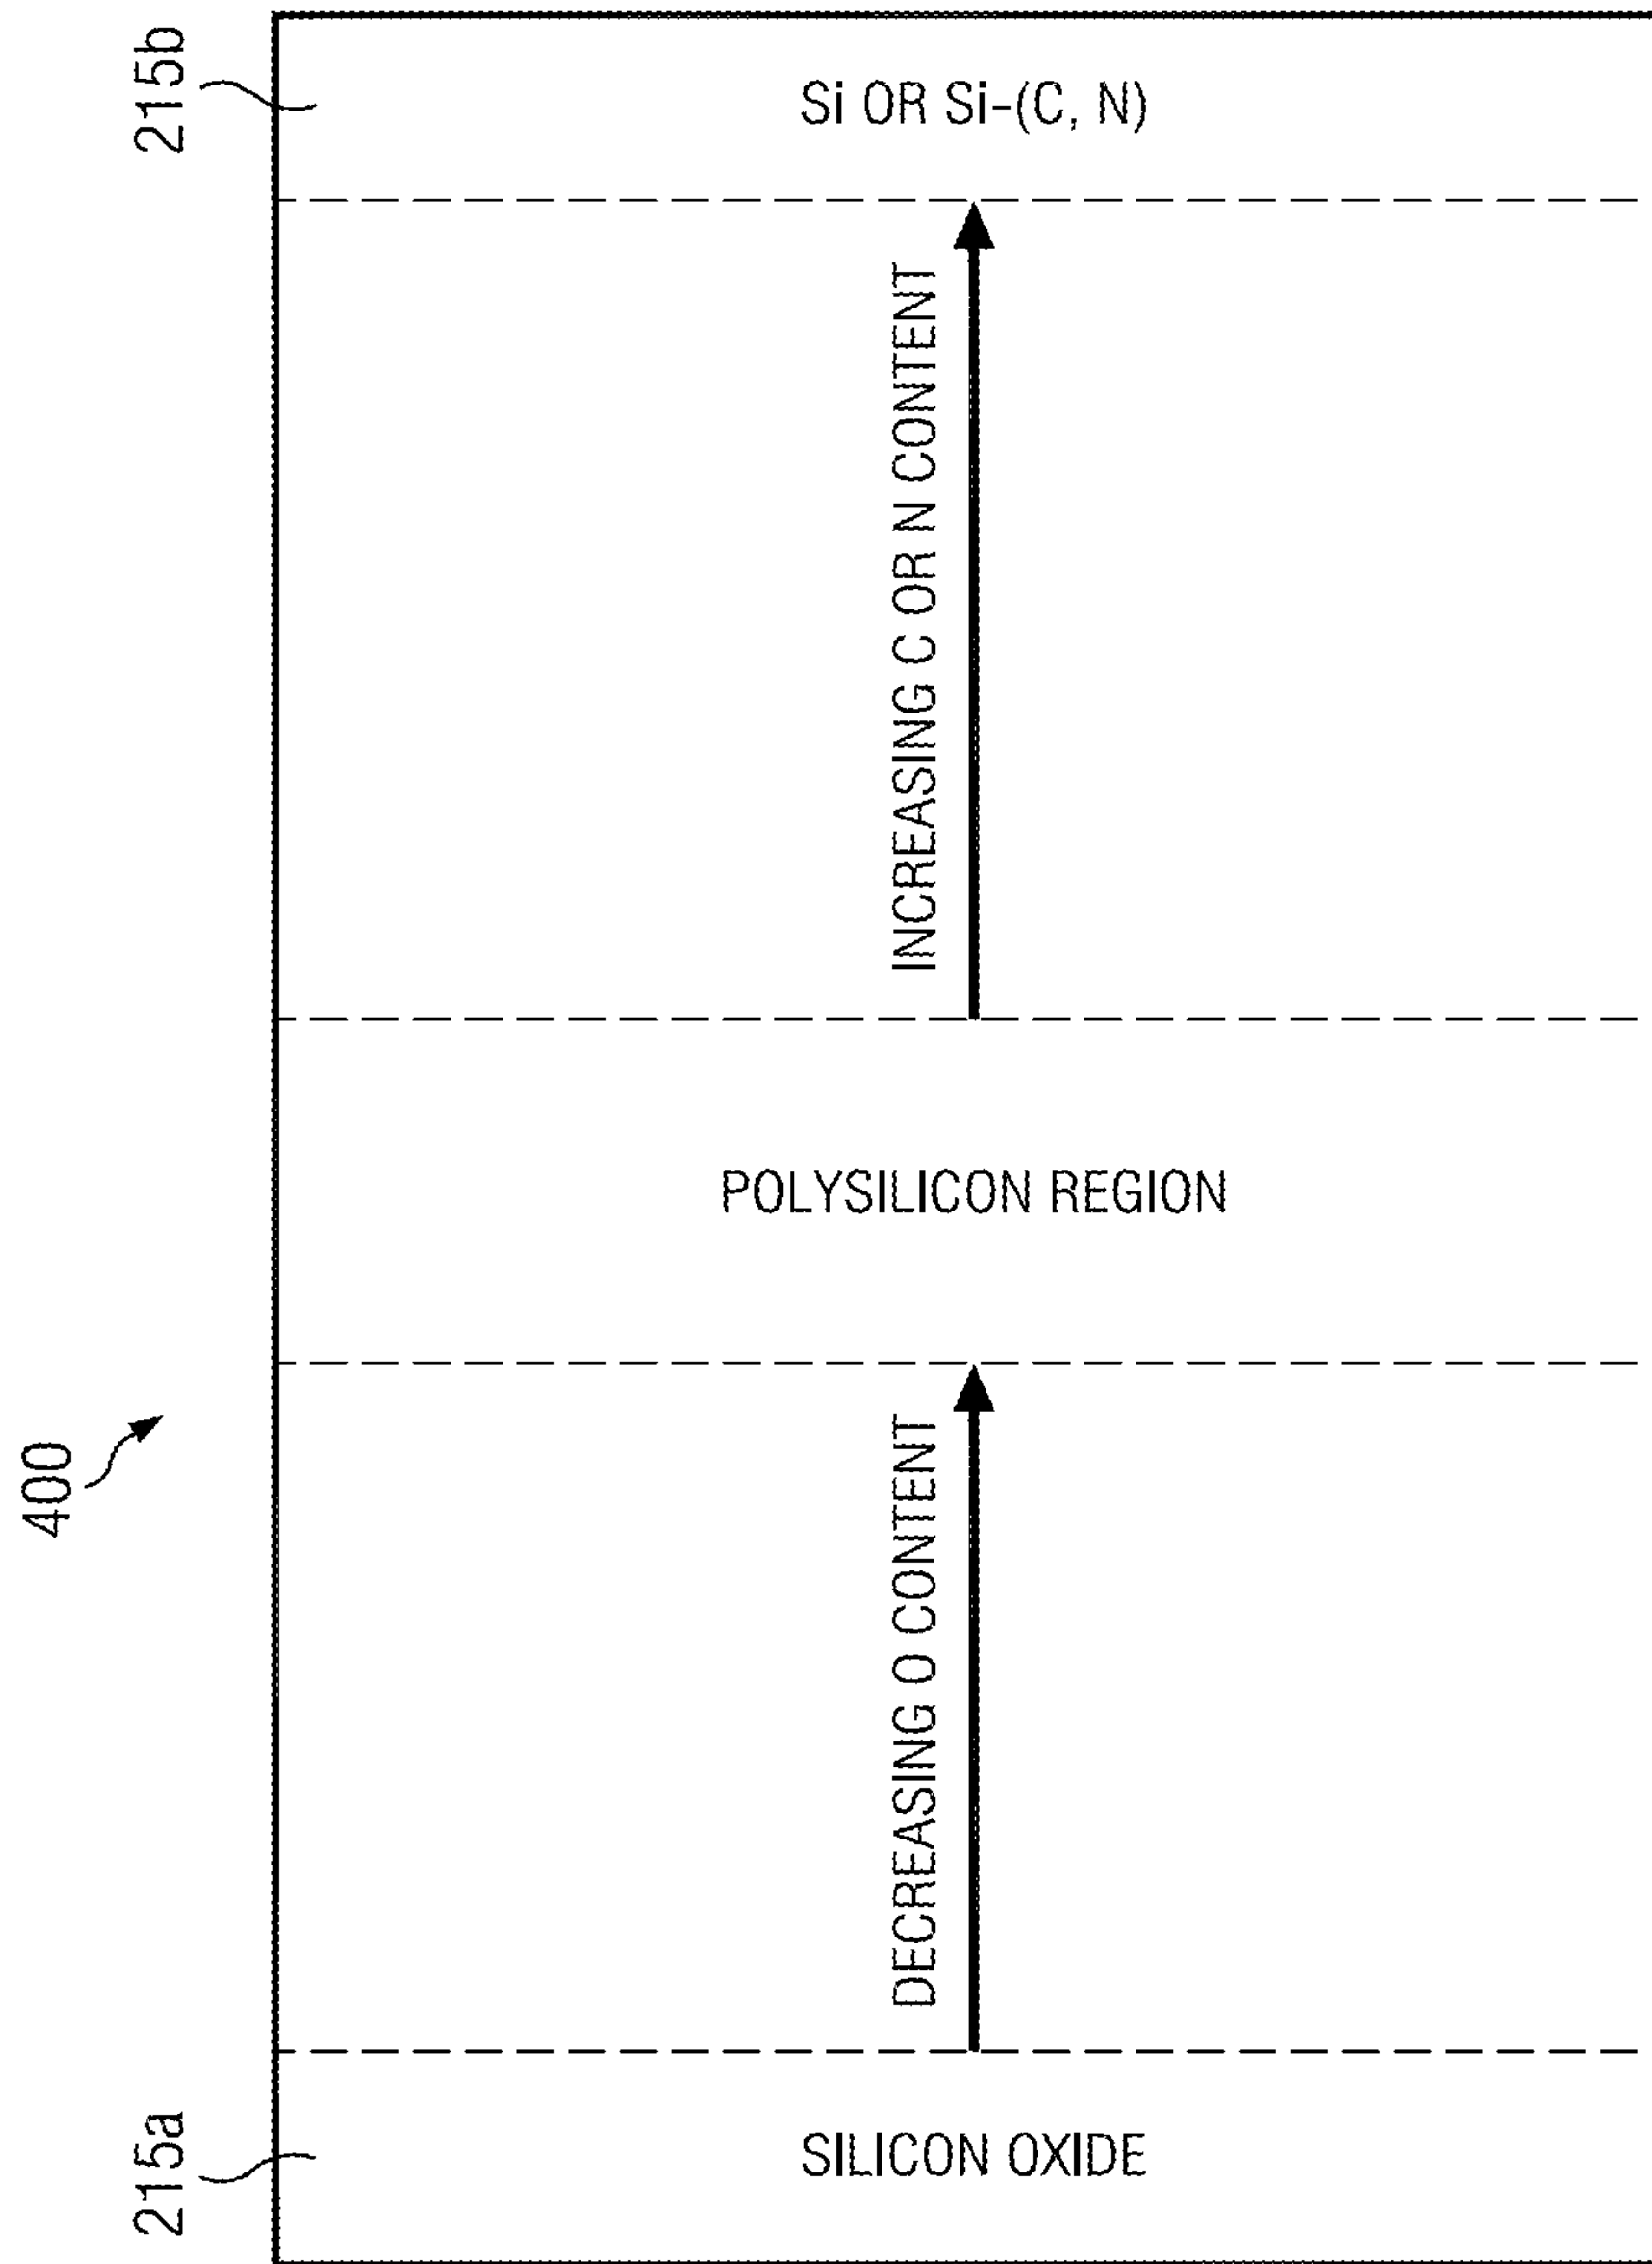 215b
Si OR Si-(C, N)
INCREASING C OR N CONTENT
POLYSILICON REGION
400
DECREASING O CONTENT
215a
SILICON OXIDE